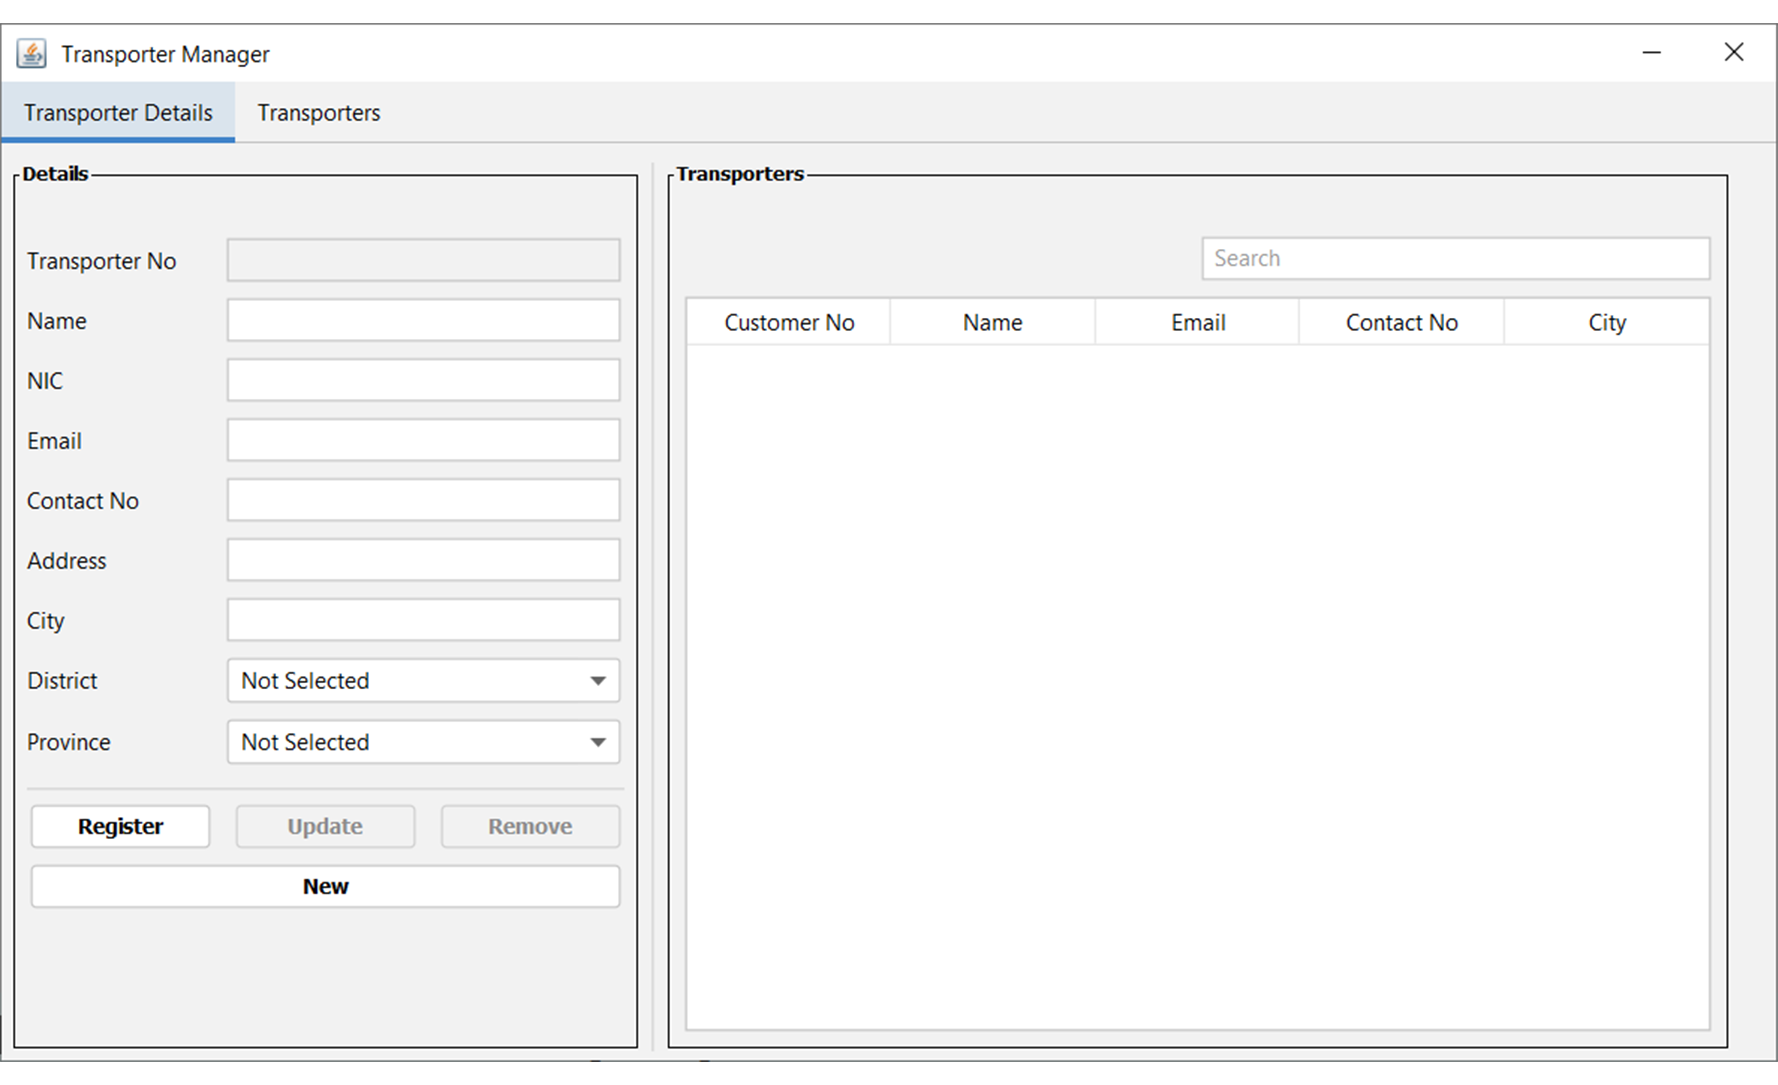 Transporter Manager
Transporter Details
Transporters
Details
Transporter No
Name
NIC
Email
Contact No
Address
City
District Not Selected
Province Not Selected
Register Update Remove
New
Transporters
Search
Customer No Name Email Contact No City